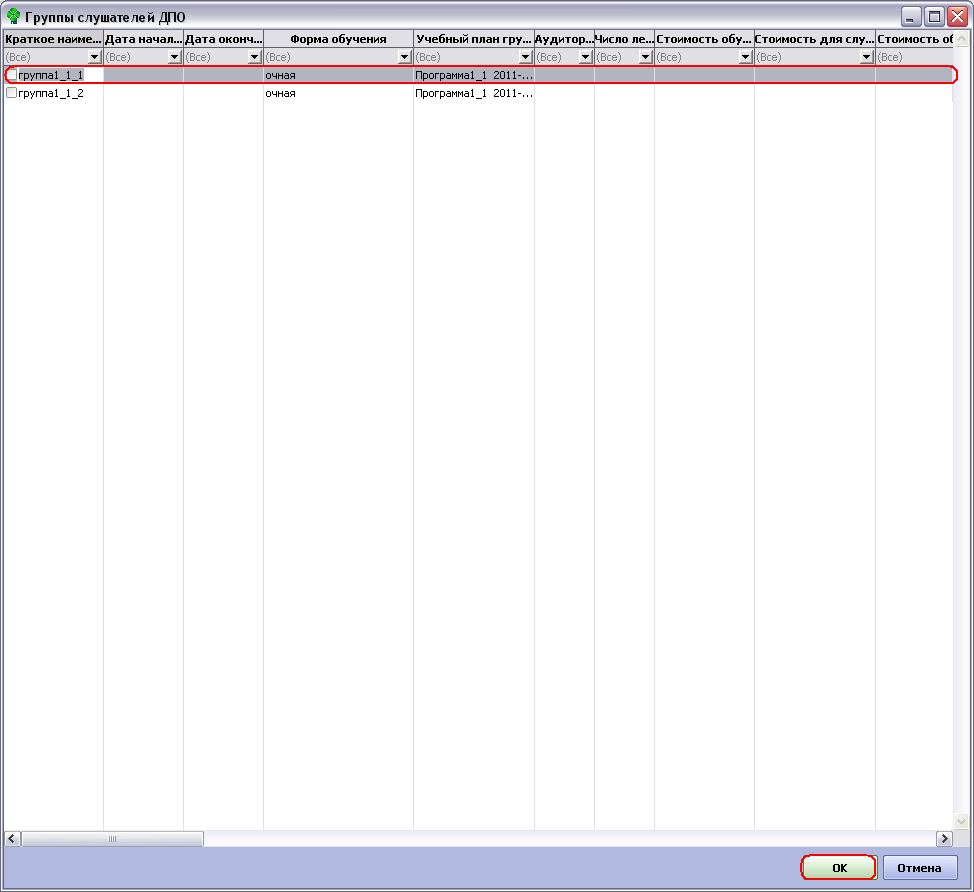 Группы слушателей ДПО
Краткое наиме... Дата начал... Дата оконч... Форма обучения Учебный план гру... Аудитор... Число ле... Стоимость обу... Стоимость для слу... Стоимость об
(Все) (Все) (Все) (Все) (Все) (Все) (Все) (Все) (Все) (Все)
группа1_1_1 очная Программа1_1 2011-...
группа1_1_2 очная Программа1_1 2011-...
OK Отмена